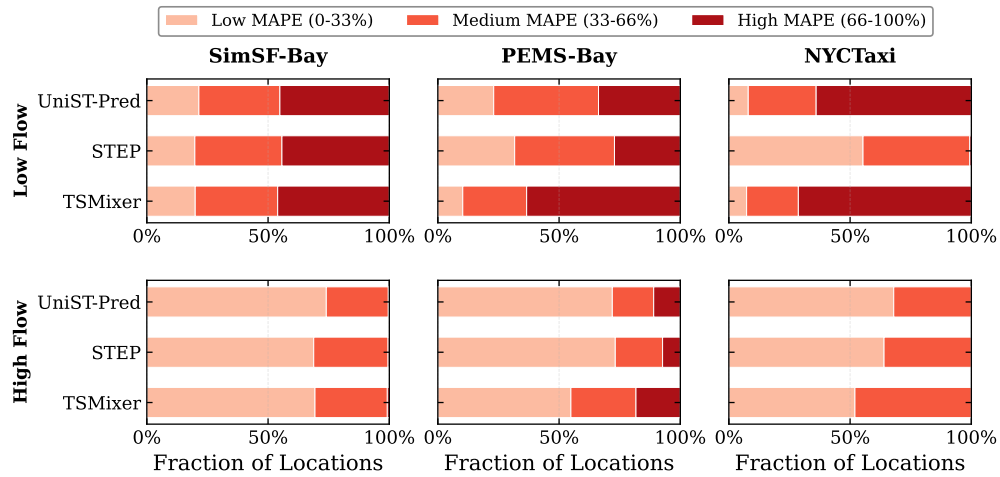 Low MAPE (0-33%) Medium MAPE (33-66%) High MAPE (66-100%)
SimSF-Bay PEMS-Bay NYCTaxi
Low Flow
UniST-Pred
STEP
TSMixer
0% 50% 100% 0% 50% 100% 0% 50% 100%
High Flow
UniST-Pred
STEP
TSMixer
0% 50% 100% 0% 50% 100% 0% 50% 100%
Fraction of Locations Fraction of Locations Fraction of Locations